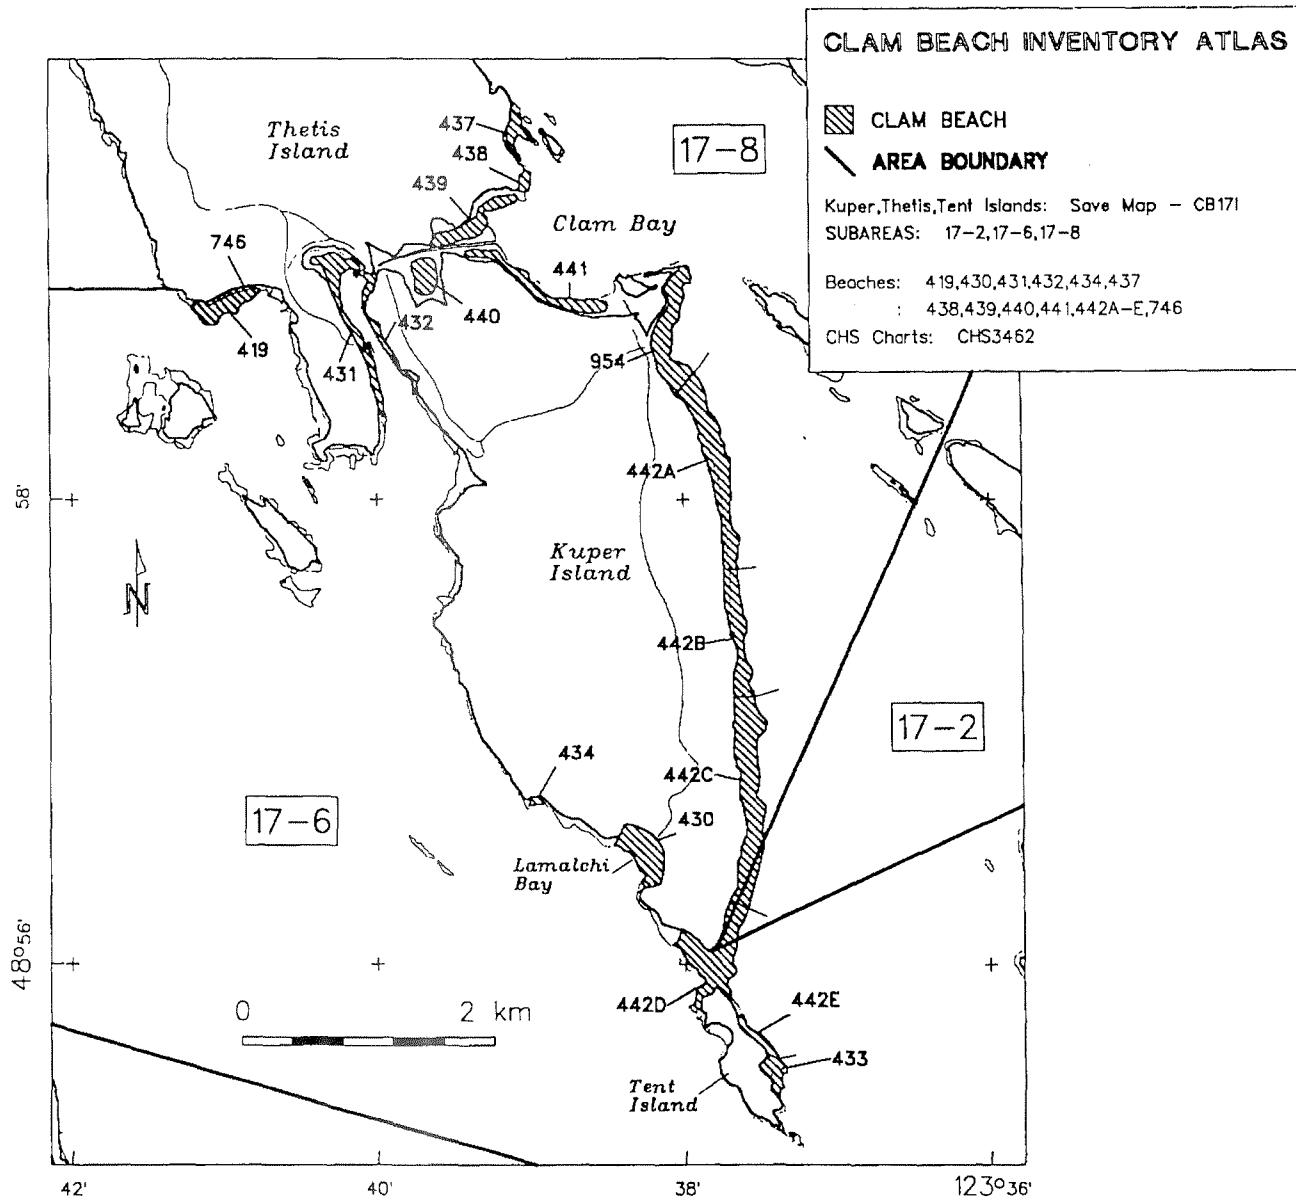 CLAM BEACH INVENTORY ATLAS
CLAM BEACH
AREA BOUNDARY
Kuper,Thetis,Tent Islands: Save Map - CB171
SUBAREAS: 17-2,17-6,17-8
Beaches: 419,430,431,432,434,437
: 438,439,440,441,442A-E,746
CHS Charts: CHS3462
Thetis
Island
437
17-8
438
439
Clam Bay
746
441
440
432
419
431
954
442A
58'
Kuper
Island
N
442B
17-2
434
442C
17-6
430
Lamalchi
Bay
48°56'
442D
442E
0 2 km
433
Tent
Island
42' 40' 38' 123°36'